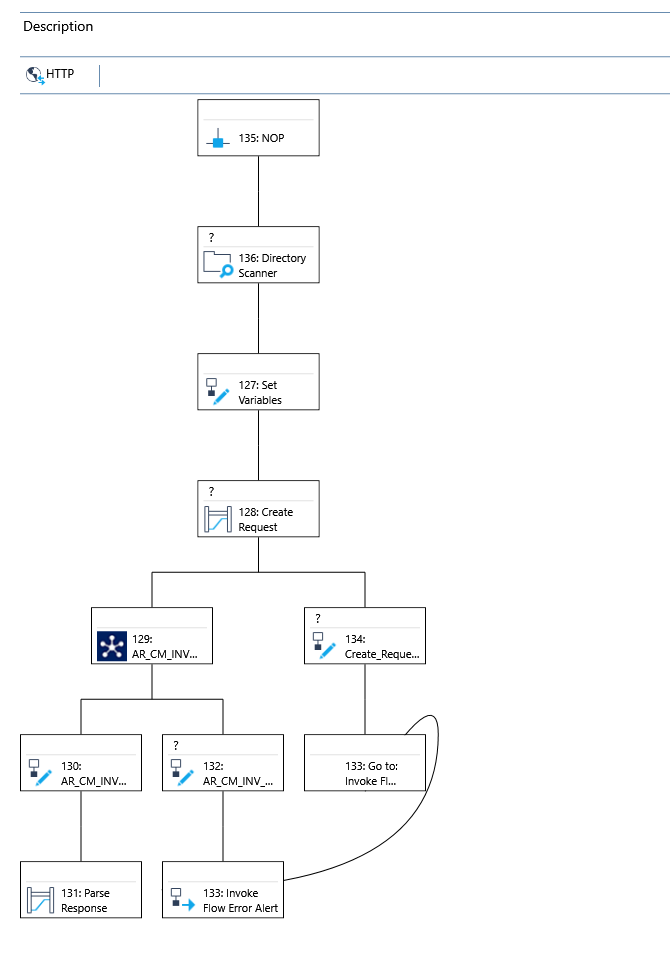 Description
HTTP
135: NOP
?
136: Directory
Scanner
127: Set
Variables
?
128: Create
Request
129:
AR_CM_INV...
?
134:
Create_Reque...
130:
AR_CM_INV...
?
132:
AR_CM_INV_...
133: Go to:
Invoke Fl...
131: Parse
Response
133: Invoke
Flow Error Alert